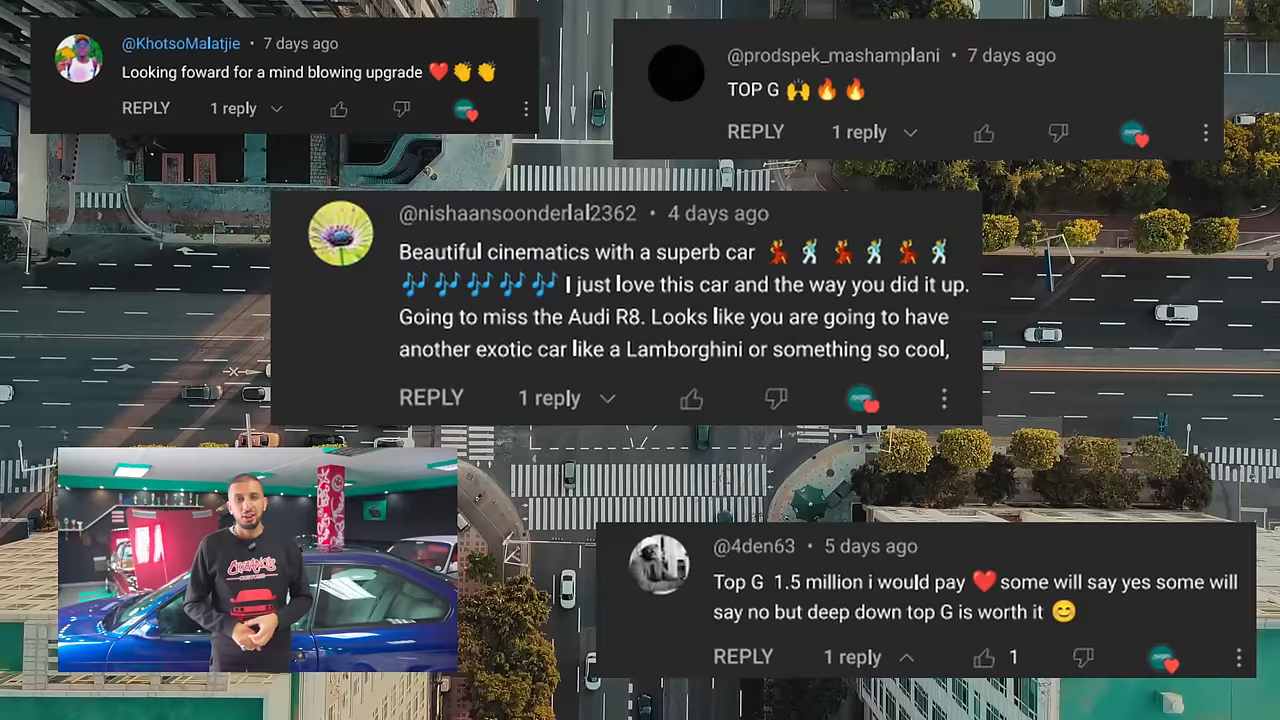 @KhotsoMalatjie • 7 days ago
Looking foward for a mind blowing upgrade ❤️👏👏
REPLY 1 reply
@prodspek_mashamplani • 7 days ago
TOP G 🙌🔥🔥
REPLY 1 reply
@nishaansoonderlal2362 • 4 days ago
Beautiful cinematics with a superb car 💃🕺💃🕺💃🕺
🎶🎶🎶🎶🎶 I just love this car and the way you did it up.
Going to miss the Audi R8. Looks like you are going to have
another exotic car like a Lamborghini or something so cool,
REPLY 1 reply
@4den63 • 5 days ago
Top G 1.5 million i would pay ❤️ some will say yes some will
say no but deep down top G is worth it 😊
REPLY 1 reply 1